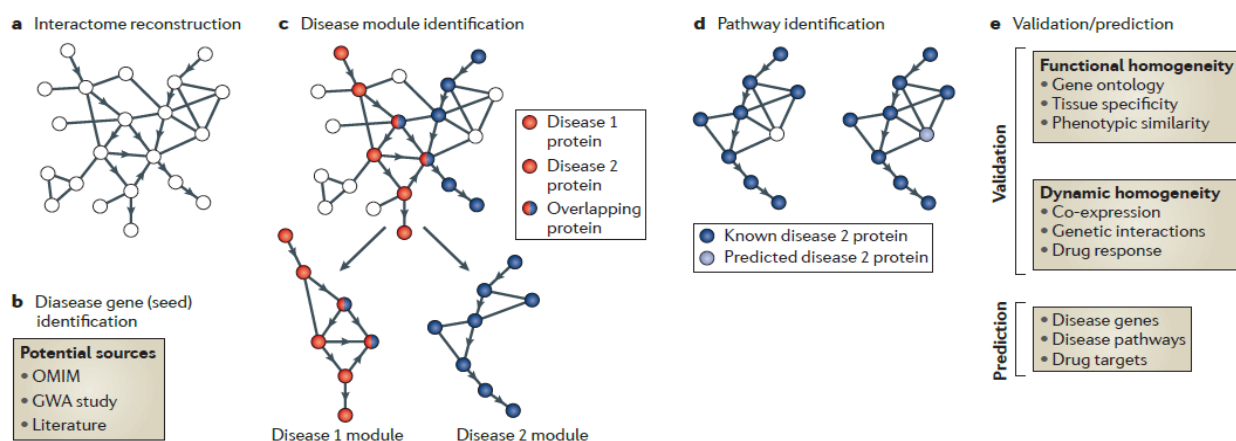 a Interactome reconstruction
b Diasease gene (seed)
identification
Potential sources
• OMIM
• GWA study
• Literature
c Disease module identification
Disease 1
protein
Disease 2
protein
Overlapping
protein
Disease 1 module
Disease 2 module
d Pathway identification
Known disease 2 protein
Predicted disease 2 protein
e Validation/prediction
Validation
Functional homogeneity
• Gene ontology
• Tissue specificity
• Phenotypic similarity
Dynamic homogeneity
• Co-expression
• Genetic interactions
• Drug response
Prediction
• Disease genes
• Disease pathways
• Drug targets